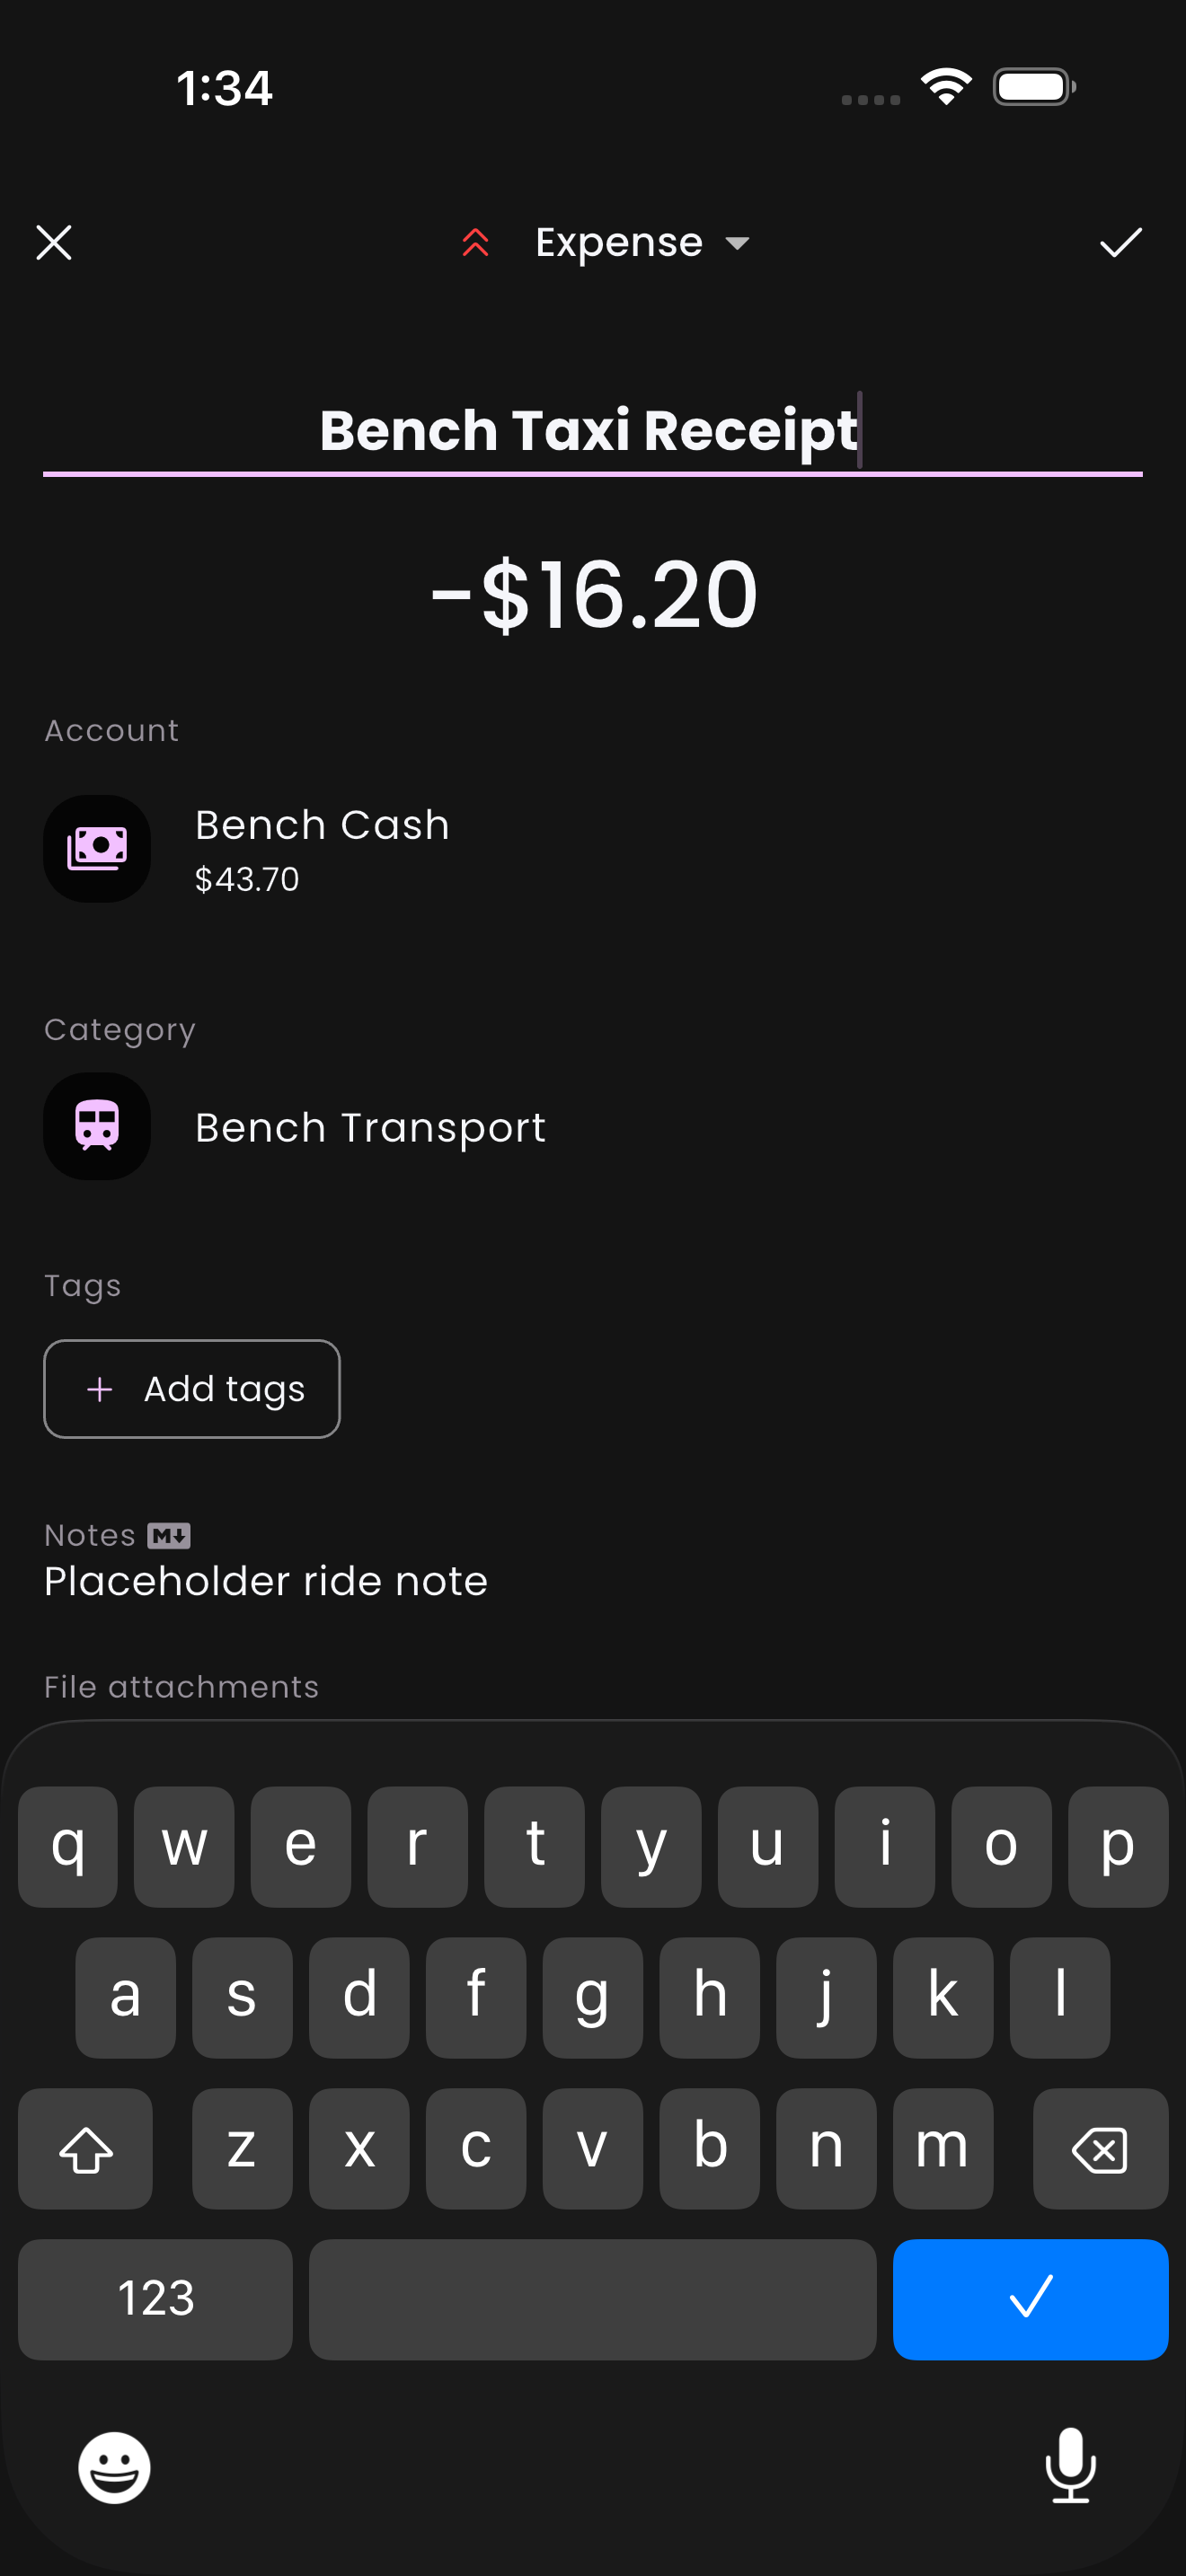 1:34
Expense
Bench Taxi Receipt
-$16.20
Account
Bench Cash
$43.70
Category
Bench Transport
Tags
+ Add tags
Notes M↓
Placeholder ride note
File attachments
q w e r t y u i o p
a s d f g h j k l
z x c v b n m
123